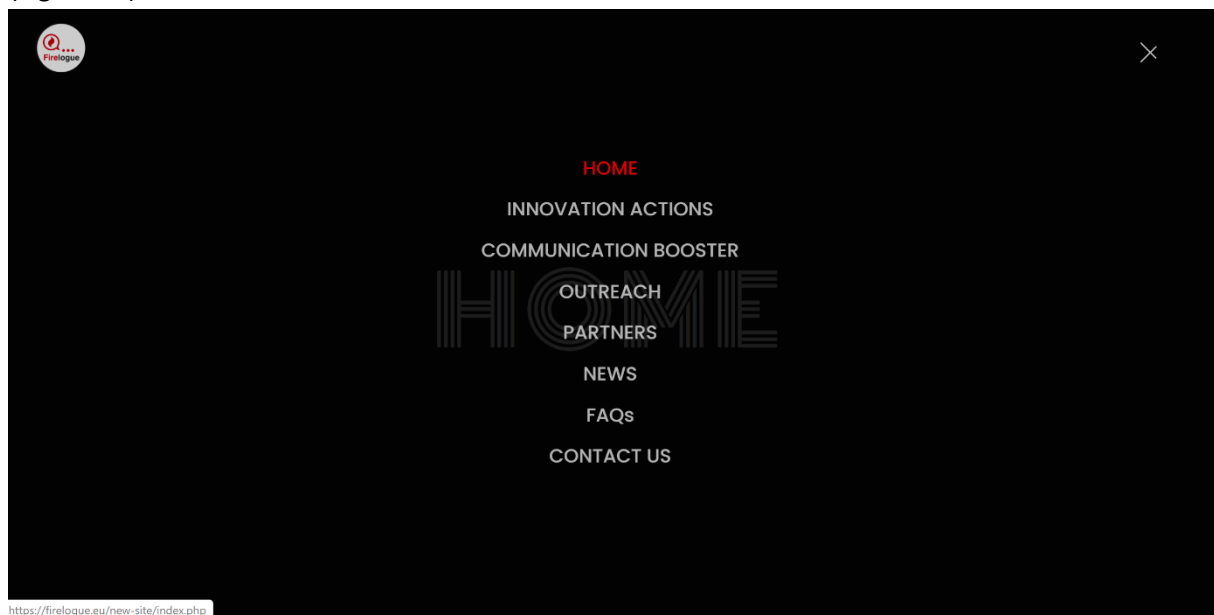 Firelogue
HOME
INNOVATION ACTIONS
COMMUNICATION BOOSTER
HOME
OUTREACH
PARTNERS
NEWS
FAQs
CONTACT US
https://firelogue.eu/new-site/index.php